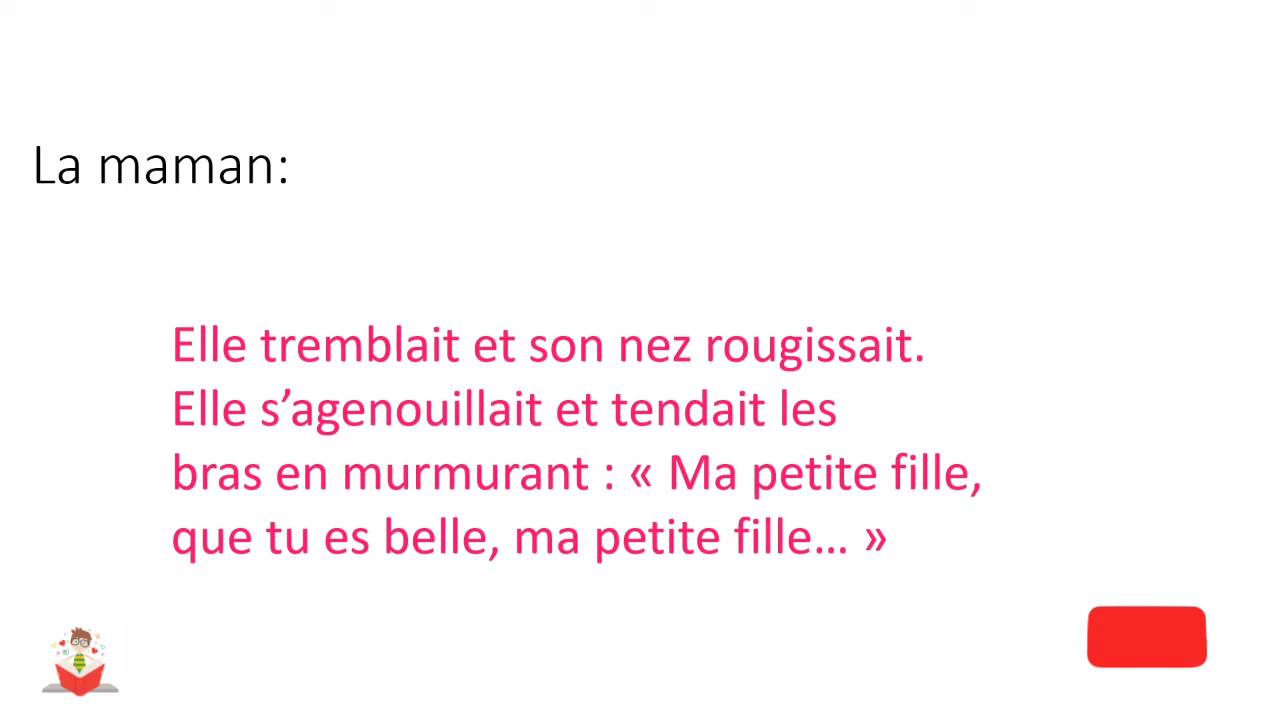 La maman:
Elle tremblait et son nez rougissait.
Elle s’agenouillait et tendait les
bras en murmurant : « Ma petite fille,
que tu es belle, ma petite fille… »